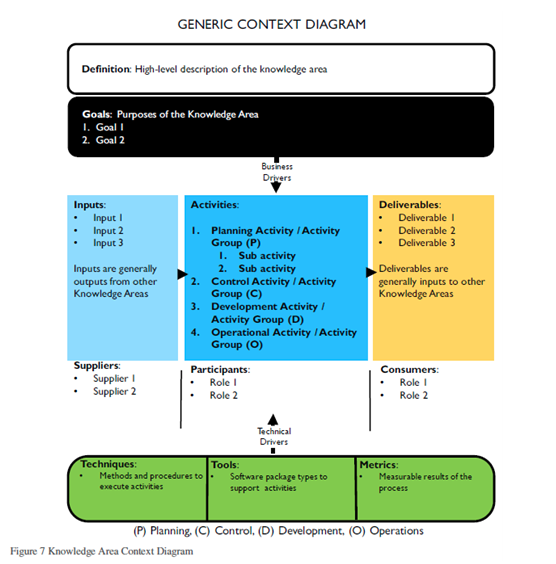 GENERIC CONTEXT DIAGRAM
Definition: High-level description of the knowledge area
Goals: Purposes of the Knowledge Area
1. Goal 1
2. Goal 2
Business
Drivers
Inputs:
• Input 1
• Input 2
• Input 3
Inputs are generally
outputs from other
Knowledge Areas
Activities:
1. Planning Activity / Activity
Group (P)
1. Sub activity
2. Sub activity
2. Control Activity / Activity
Group (C)
3. Development Activity /
Activity Group (D)
4. Operational Activity / Activity
Group (O)
Deliverables:
• Deliverable 1
• Deliverable 2
• Deliverable 3
Deliverables are
generally inputs to other
Knowledge Areas
Suppliers:
• Supplier 1
• Supplier 2
Participants:
• Role 1
• Role 2
Consumers:
• Role 1
• Role 2
Technical
Drivers
Techniques:
• Methods and procedures to
execute activities
Tools:
• Software package types to
support activities
Metrics:
• Measurable results of the
process
(P) Planning, (C) Control, (D) Development, (O) Operations
Figure 7 Knowledge Area Context Diagram